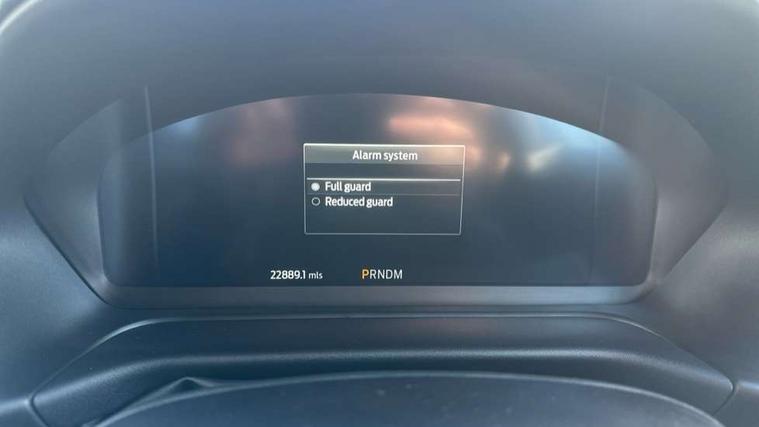 Alarm system
Full guard
Reduced guard
22889.1 mls PRNDM